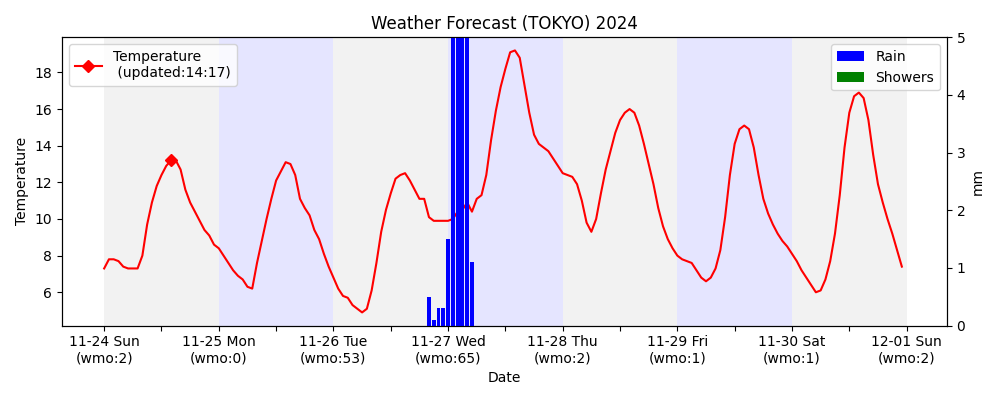 Weather Forecast (TOKYO) 2024
Temperature
(updated:14:17)
Rain
Showers
Temperature
18
16
14
12
10
8
6
5
4
3
2
1
0
mm
11-24 Sun
(wmo:2)
11-25 Mon
(wmo:0)
11-26 Tue
(wmo:53)
11-27 Wed
(wmo:65)
11-28 Thu
(wmo:2)
11-29 Fri
(wmo:1)
11-30 Sat
(wmo:1)
12-01 Sun
(wmo:2)
Date